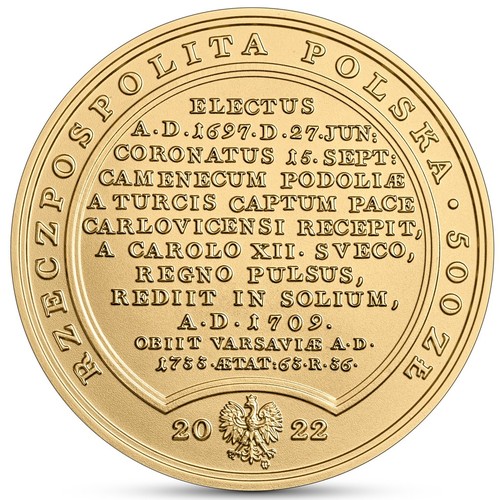 RZECZPOSPOLITA POLSKA · 500 ZŁ
ELECTUS
A.D.1697.D.27.JUN:
CORONATUS 15.SEPT:
CAMENECUM PODOLIÆ
A TURCIS CAPTUM PACE
CARLOVICENSI RECEPIT,
A CAROLO XII. SVECO,
REGNO PULSUS,
REDIIT IN SOLIUM,
A.D.1709.
OBIIT VARSAVIÆ A.D.
1733.ÆTAT:63.R.36.
20 22